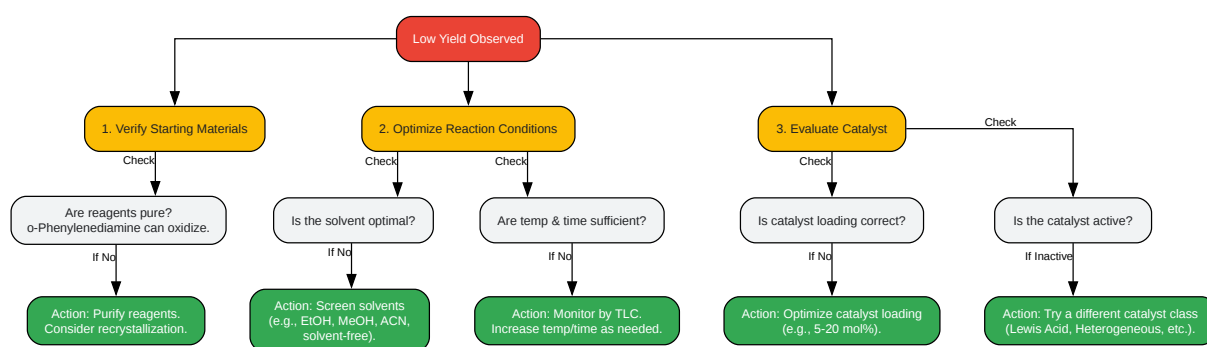 Low Yield Observed
1. Verify Starting Materials
2. Optimize Reaction Conditions
3. Evaluate Catalyst
Check
Check
Check
Check
Check
Are reagents pure?
o-Phenylenediamine can oxidize.
Is the solvent optimal?
Are temp & time sufficient?
Is catalyst loading correct?
Is the catalyst active?
If No
If No
If No
If No
If Inactive
Action: Purify reagents.
Consider recrystallization.
Action: Screen solvents
(e.g., EtOH, MeOH, ACN,
solvent-free).
Action: Monitor by TLC.
Increase temp/time as needed.
Action: Optimize catalyst loading
(e.g., 5-20 mol%).
Action: Try a different catalyst class
(Lewis Acid, Heterogeneous, etc.).